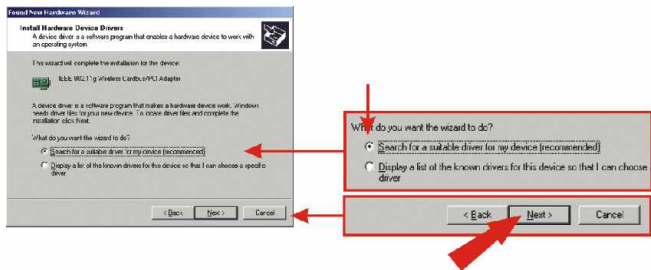 Found New Hardware Wizard
Install Hardware Device Drivers
A device driver is a software program that enables a hardware device to work with
an operating system
This wizard will complete the installation for this device:
IEEE 802.11g Wireless Cardbus/PCI Adapter
A device driver is a software program that makes a hardware device work. Windows
needs driver files for your new device. To locate driver files and complete the
installation click Next.
What do you want the wizard to do?
Search for a suitable driver for my device (recommended)
Display a list of the known drivers for this device so that I can choose a specific
driver
< Back Next > Cancel
What do you want the wizard to do?
Search for a suitable driver for my device (recommended)
Display a list of the known drivers for this device so that I can choose
driver
< Back Next > Cancel